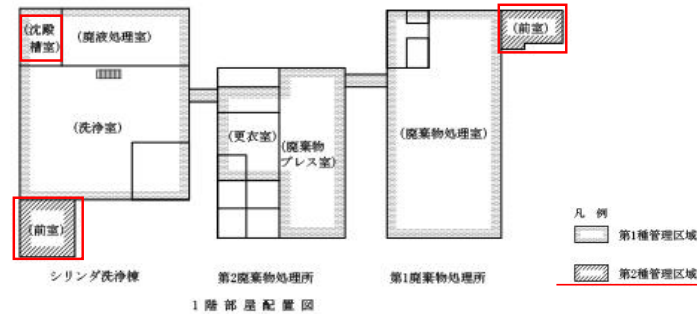 (沈殿
槽室)
(廃液処理室)
(前室)
(洗浄室)
(更衣室)
(廃棄物
プレス室)
(廃棄物処理室)
(前室)
凡 例
第1種管理区域
第2種管理区域
シリンダ洗浄棟
第2廃棄物処理所
第1廃棄物処理所
1 階 部 屋 配 置 図